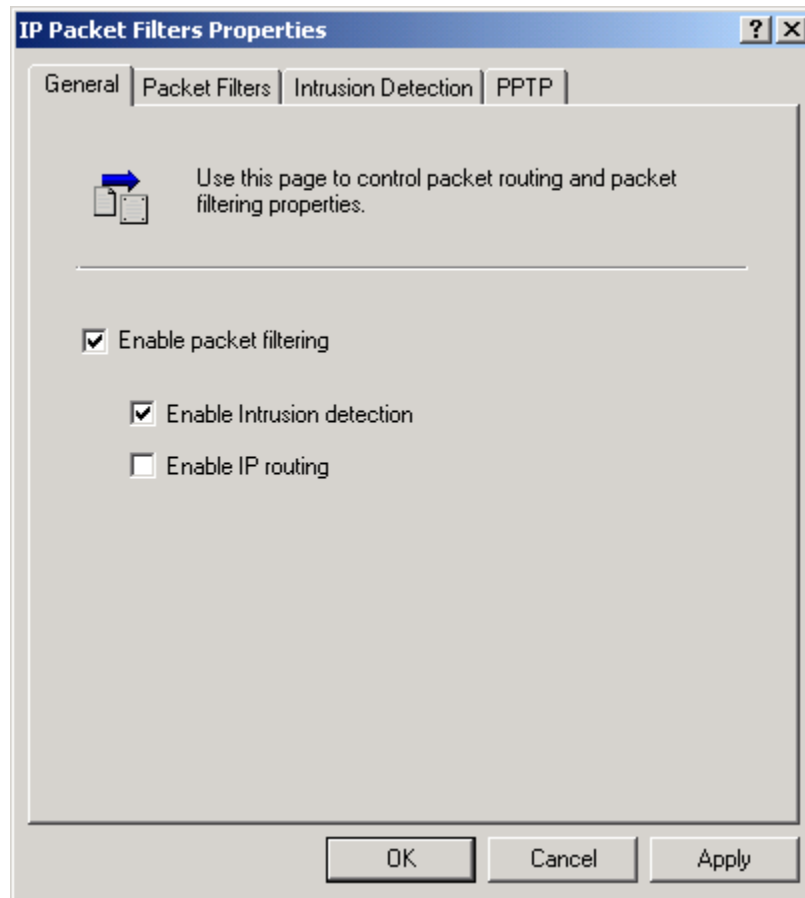 IP Packet Filters Properties
General
Packet Filters
Intrusion Detection
PPTP
Use this page to control packet routing and packet
filtering properties.
Enable packet filtering
Enable Intrusion detection
Enable IP routing
OK
Cancel
Apply